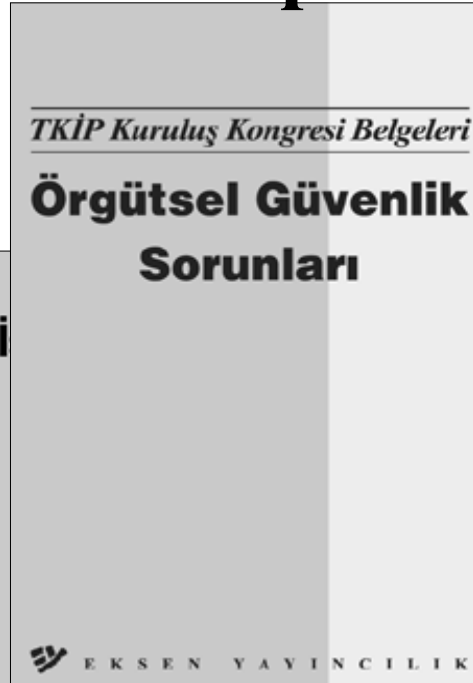 TKİP Kuruluş Kongresi Belgeleri
Örgütsel Güvenlik
Sorunları
EKSEN YAYINCILIK